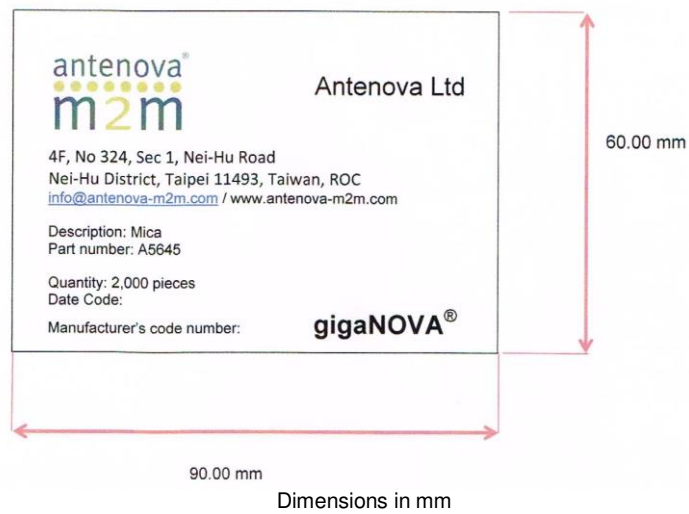 antenova®
m2m
Antenova Ltd
4F, No 324, Sec 1, Nei-Hu Road
Nei-Hu District, Taipei 11493, Taiwan, ROC
info@antenova-m2m.com / www.antenova-m2m.com
Description: Mica
Part number: A5645
Quantity: 2,000 pieces
Date Code:
Manufacturer's code number:
gigaNOVA®
60.00 mm
90.00 mm
Dimensions in mm